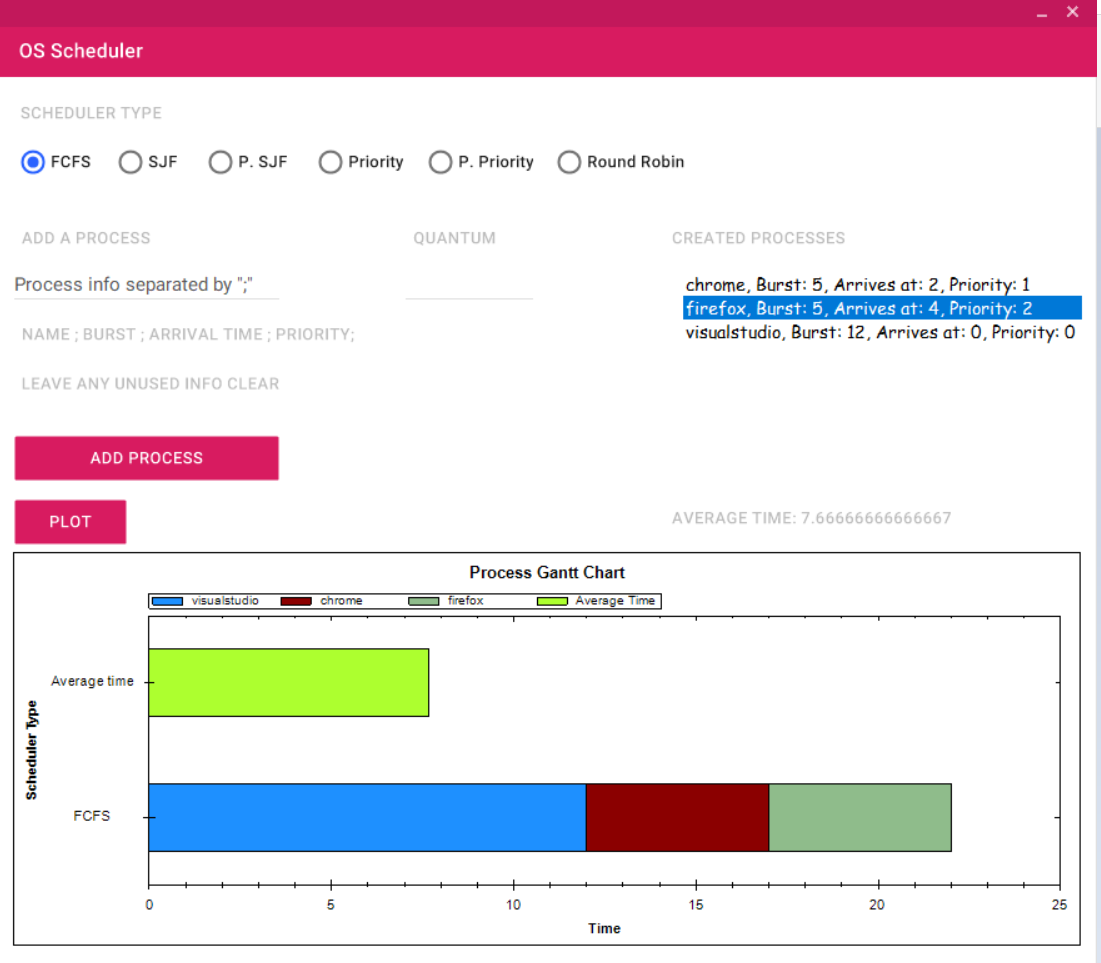 OS Scheduler
SCHEDULER TYPE
FCFS SJF P. SJF Priority P. Priority Round Robin
ADD A PROCESS QUANTUM CREATED PROCESSES
Process info separated by ";"
chrome, Burst: 5, Arrives at: 2, Priority: 1
firefox, Burst: 5, Arrives at: 4, Priority: 2
visualstudio, Burst: 12, Arrives at: 0, Priority: 0
NAME ; BURST ; ARRIVAL TIME ; PRIORITY;
LEAVE ANY UNUSED INFO CLEAR
ADD PROCESS
PLOT
AVERAGE TIME: 7.66666666666667
Process Gantt Chart
visualstudio chrome firefox Average Time
Average time
Scheduler Type
FCFS
0 5 10 15 20 25
Time